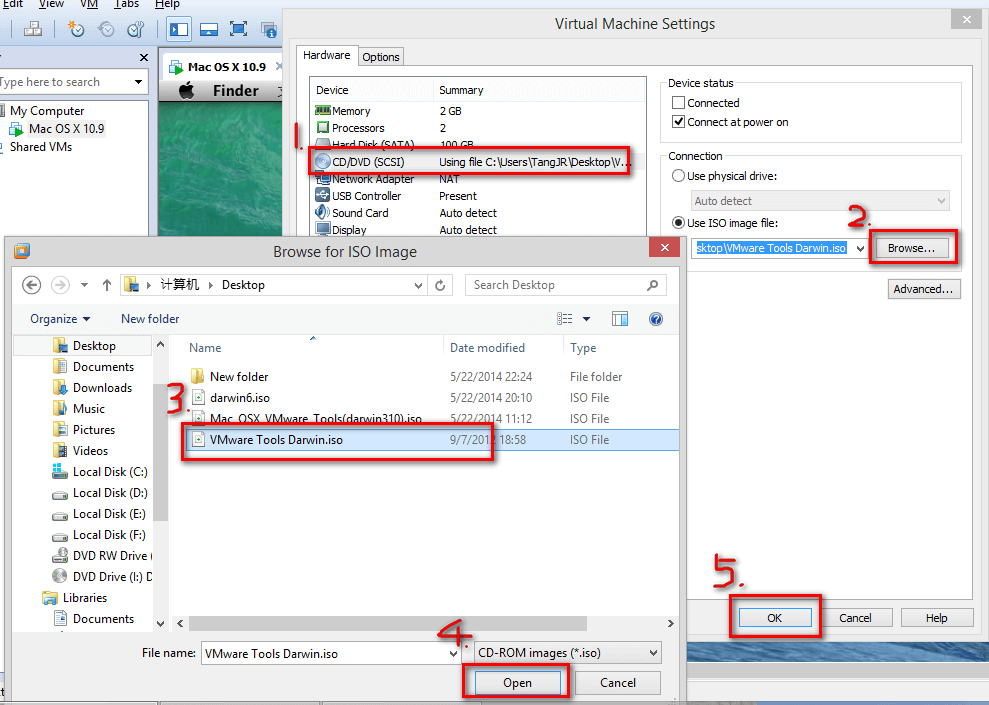 Edit View VM Tabs Help
Virtual Machine Settings
Type here to search
My Computer
Mac OS X 10.9
Shared VMs
Mac OS X 10.9
Finder
Hardware Options
Device Summary
Memory 2 GB
Processors 2
1.
Hard Disk (SATA) 100 GB
CD/DVD (SCSI) Using file C:\Users\TangJR\Desktop\V...
Network Adapter NAT
USB Controller Present
Sound Card Auto detect
Display Auto detect
Device status
Connected
Connect at power on
Connection
Use physical drive:
Auto detect
Use ISO image file:
2.
sktop\VMware Tools Darwin.iso Browse...
Advanced...
Browse for ISO Image
计算机 Desktop Search Desktop
Organize New folder
Desktop
Documents
Downloads
Music
Pictures
Videos
Local Disk (C:)
Local Disk (D:)
Local Disk (E:)
Local Disk (F:)
DVD RW Drive (
DVD Drive (I:) D
Libraries
Documents
Name Date modified Type
New folder 5/22/2014 22:24 File folder
darwin6.iso 5/22/2014 20:10 ISO File
3.
Mac_OSX_VMware_Tools(darwin310).iso 5/22/2014 11:12 ISO File
VMware Tools Darwin.iso 9/7/2012 18:58 ISO File
4.
File name: VMware Tools Darwin.iso CD-ROM images (*.iso)
Open Cancel
5.
OK Cancel Help